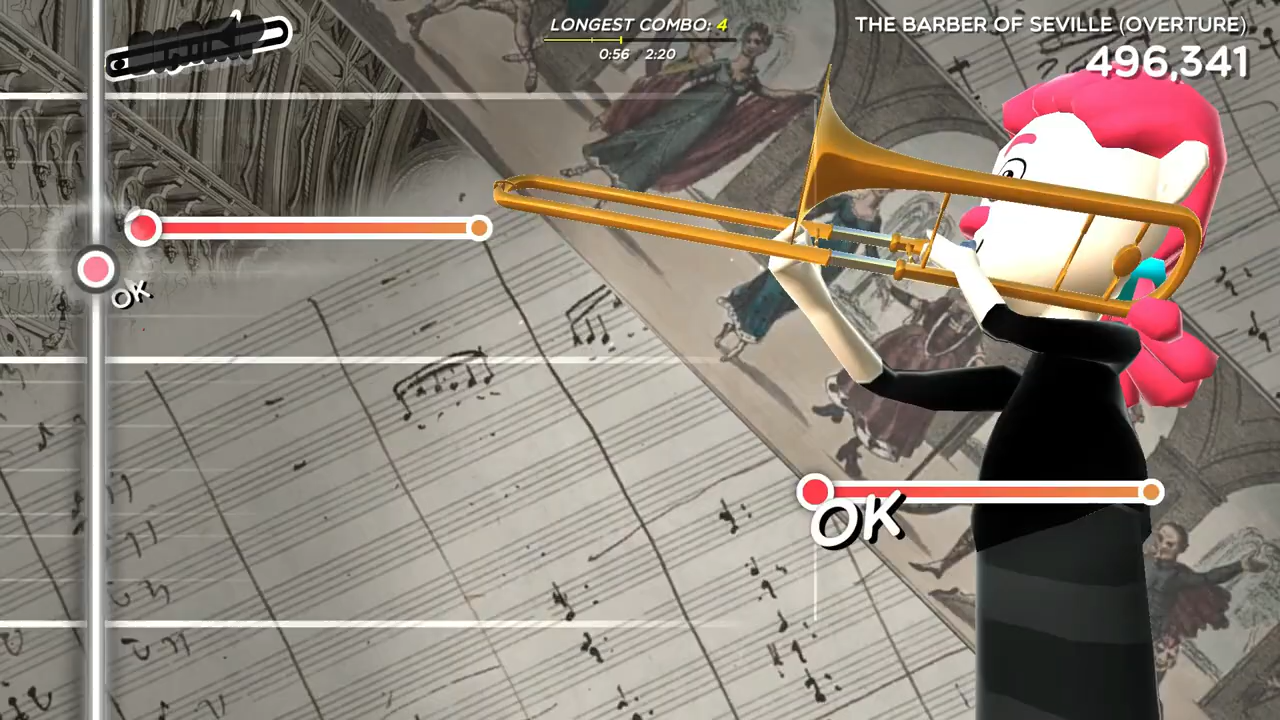 LONGEST COMBO: 4
0:56 2:20
THE BARBER OF SEVILLE (OVERTURE)
496,341
OK
OK